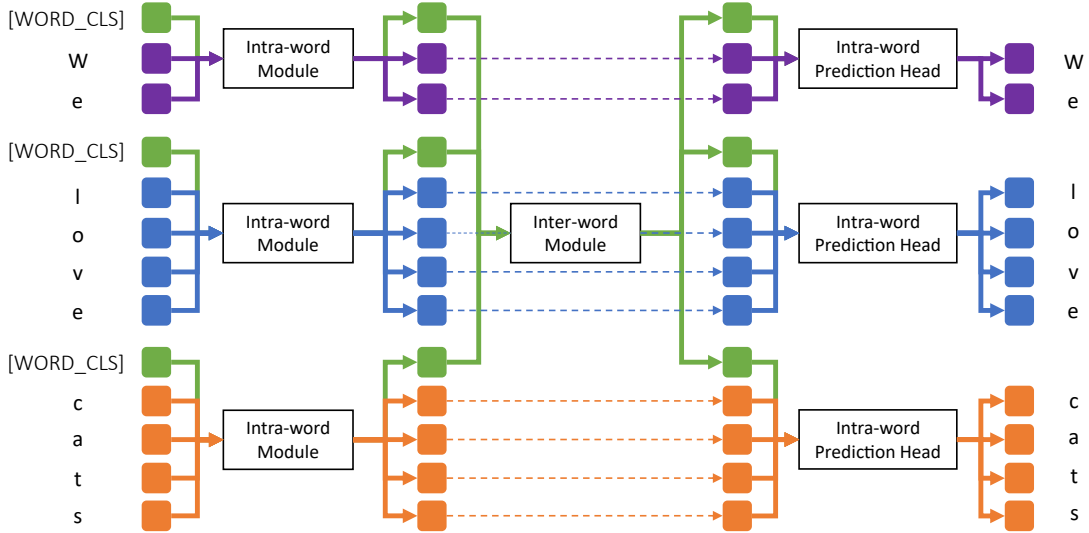 [WORD_CLS]
W
e
Intra-word
Module
Intra-word
Prediction Head
W
e
[WORD_CLS]
l
o
v
e
Intra-word
Module
Inter-word
Module
Intra-word
Prediction Head
l
o
v
e
[WORD_CLS]
c
a
t
s
Intra-word
Module
Intra-word
Prediction Head
c
a
t
s